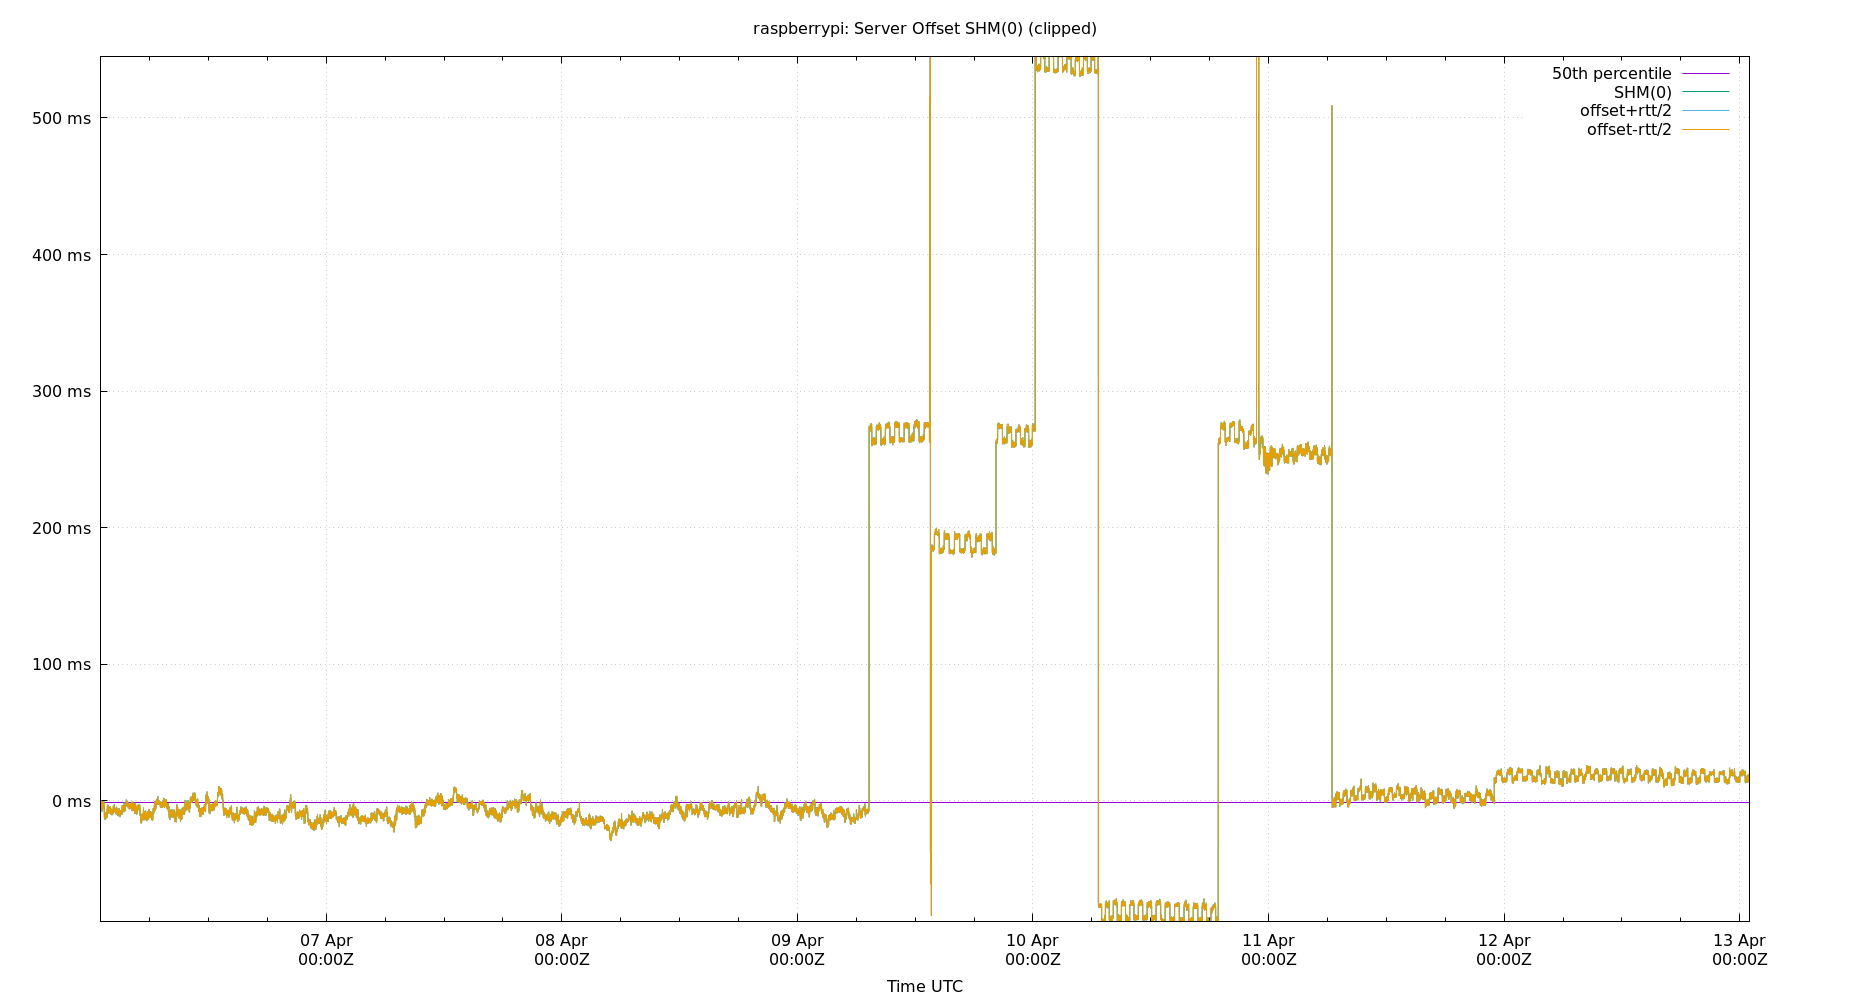 raspberrypi: Server Offset SHM(0) (clipped)
50th percentile
SHM(0)
offset+rtt/2
offset-rtt/2
500 ms
400 ms
300 ms
200 ms
100 ms
0 ms
07 Apr 08 Apr 09 Apr 10 Apr 11 Apr 12 Apr 13 Apr
00:00Z 00:00Z 00:00Z 00:00Z 00:00Z 00:00Z 00:00Z
Time UTC